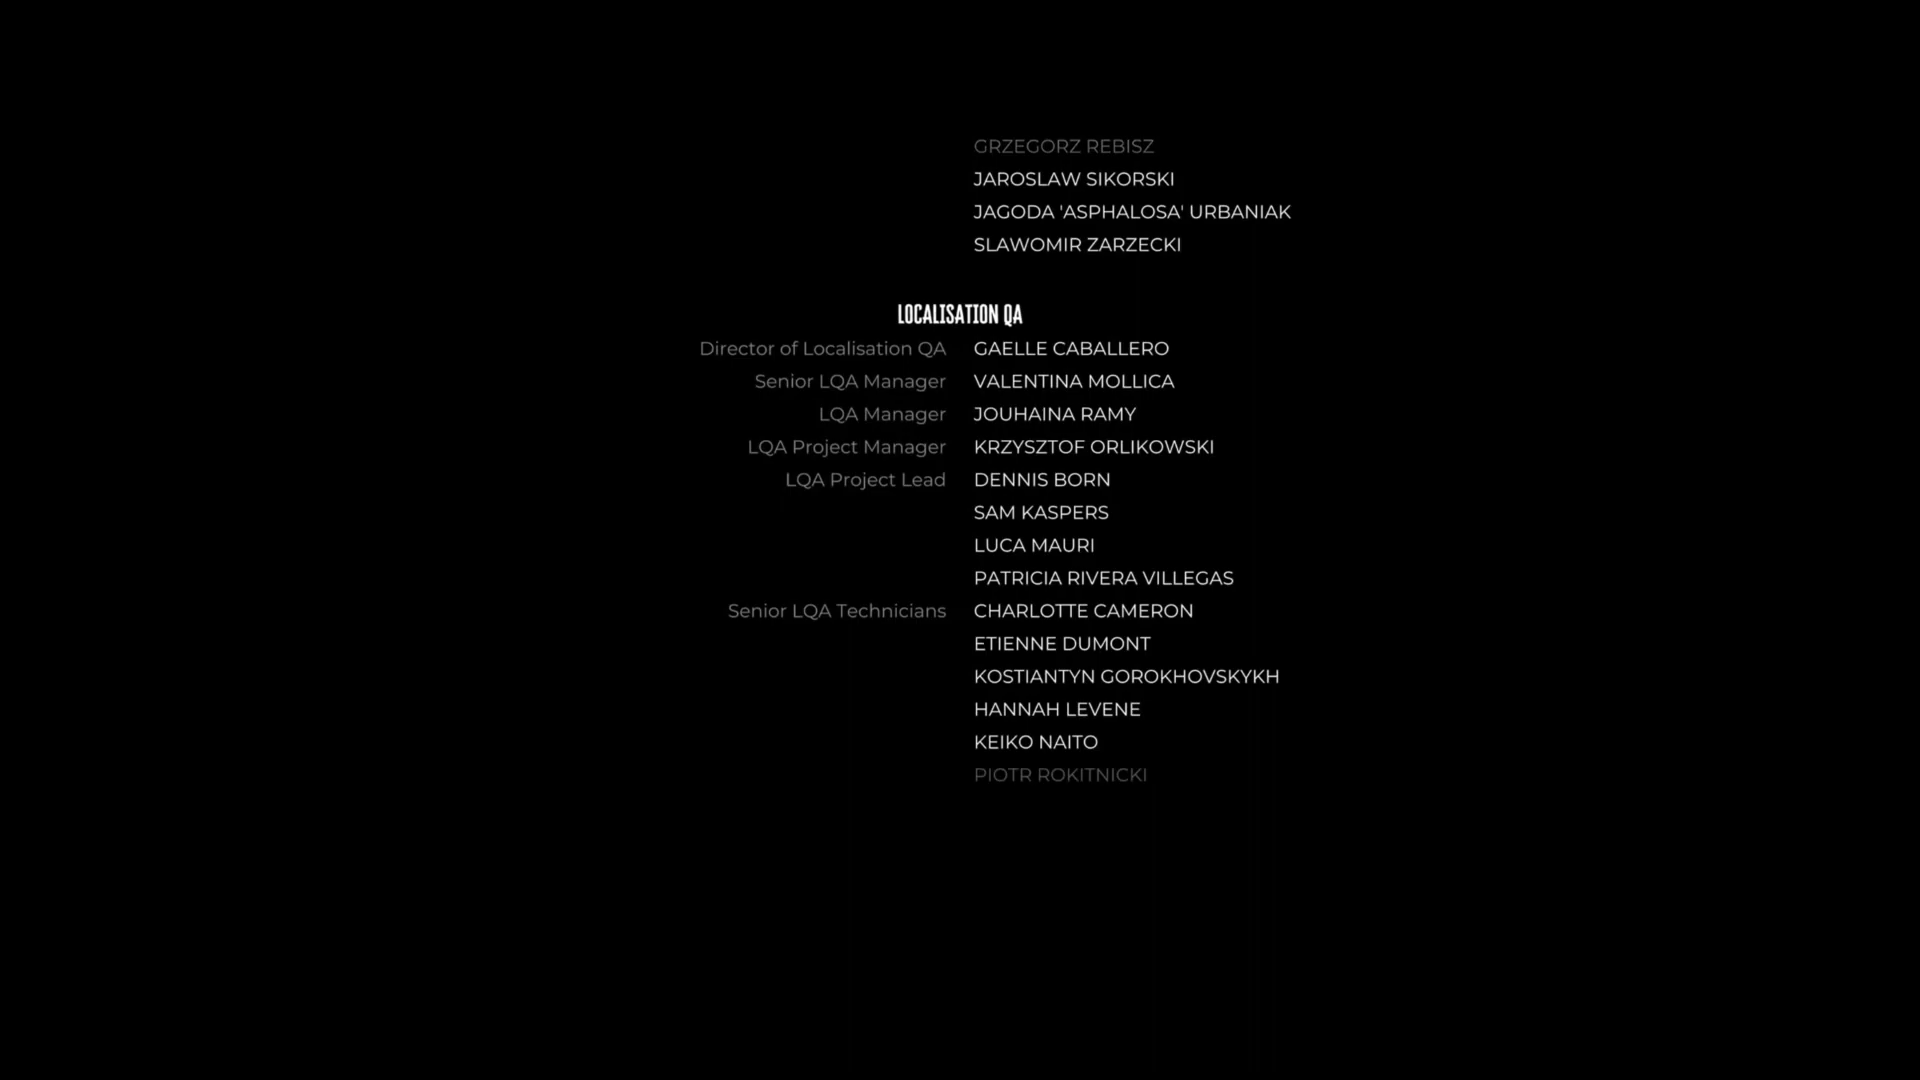 GRZEGORZ REBISZ
JAROSLAW SIKORSKI
JAGODA 'ASPHALOSA' URBANIAK
SLAWOMIR ZARZECKI
LOCALISATION QA
Director of Localisation QA GAELLE CABALLERO
Senior LQA Manager VALENTINA MOLLICA
LQA Manager JOUHAINA RAMY
LQA Project Manager KRZYSZTOF ORLIKOWSKI
LQA Project Lead DENNIS BORN
SAM KASPERS
LUCA MAURI
PATRICIA RIVERA VILLEGAS
Senior LQA Technicians CHARLOTTE CAMERON
ETIENNE DUMONT
KOSTIANTYN GOROKHOVSKYKH
HANNAH LEVENE
KEIKO NAITO
PIOTR ROKITNICKI